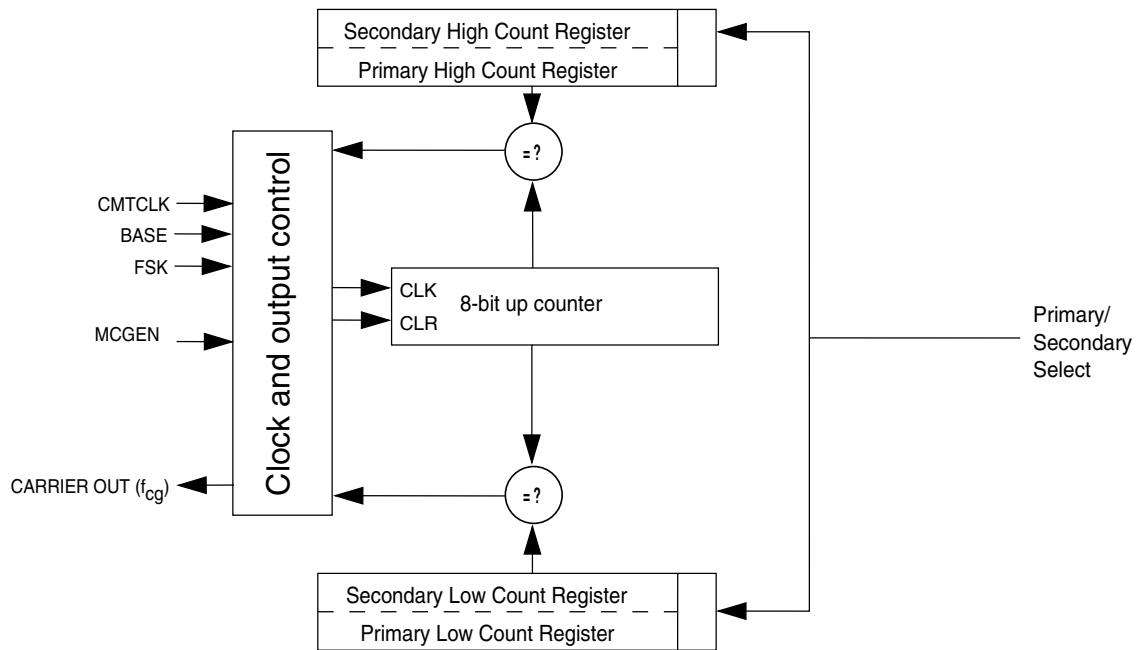 Secondary High Count Register
Primary High Count Register
= ?
Clock and output control
CMTCLK
BASE
FSK
MCGEN
CARRIER OUT (fcg)
CLK
CLR
8-bit up counter
Primary/
Secondary
Select
= ?
Secondary Low Count Register
Primary Low Count Register